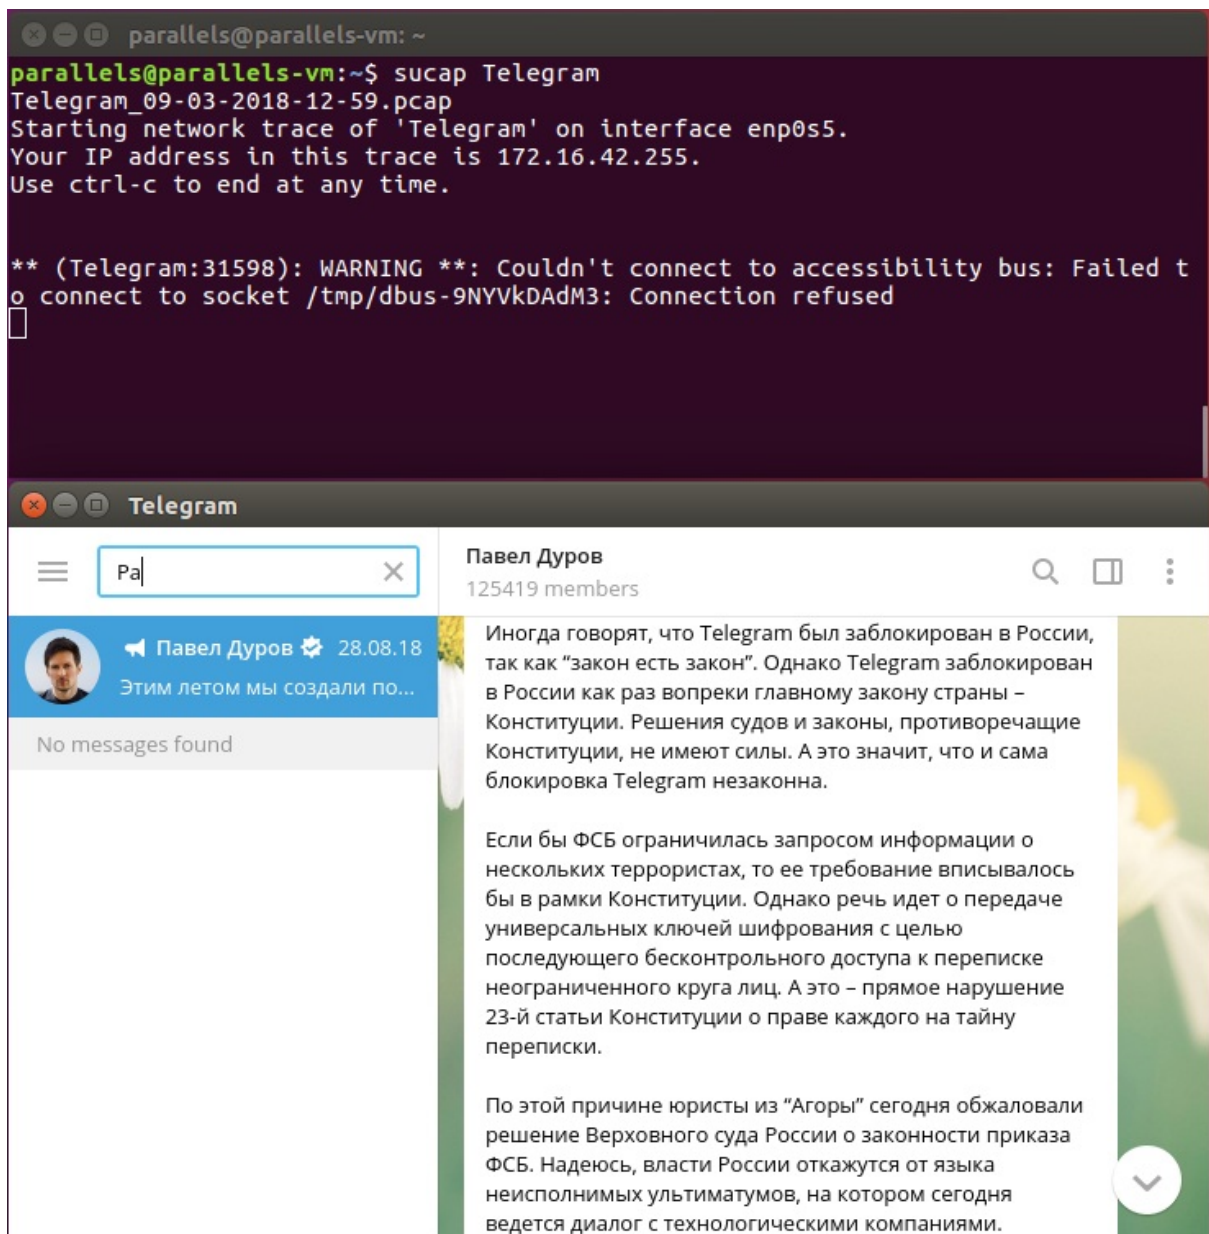 parallels@parallels-vm: ~
parallels@parallels-vm:~$ sucap Telegram
Telegram_09-03-2018-12-59.pcap
Starting network trace of 'Telegram' on interface enp0s5.
Your IP address in this trace is 172.16.42.255.
Use ctrl-c to end at any time.
** (Telegram:31598): WARNING **: Couldn't connect to accessibility bus: Failed t
o connect to socket /tmp/dbus-9NYVkDAdM3: Connection refused
Telegram
Pa
Павел Дуров 28.08.18
Этим летом мы создали по...
No messages found
Павел Дуров
125419 members
Иногда говорят, что Telegram был заблокирован в России,
так как “закон есть закон”. Однако Telegram заблокирован
в России как раз вопреки главному закону страны –
Конституции. Решения судов и законы, противоречащие
Конституции, не имеют силы. А это значит, что и сама
блокировка Telegram незаконна.
Если бы ФСБ ограничилась запросом информации о
нескольких террористах, то ее требование вписывалось
бы в рамки Конституции. Однако речь идет о передаче
универсальных ключей шифрования с целью
последующего бесконтрольного доступа к переписке
неограниченного круга лиц. А это – прямое нарушение
23-й статьи Конституции о праве каждого на тайну
переписки.
По этой причине юристы из “Агоры” сегодня обжаловали
решение Верховного суда России о законности приказа
ФСБ. Надеюсь, власти России откажутся от языка
неисполнимых ультиматумов, на котором сегодня
ведется диалог с технологическими компаниями.